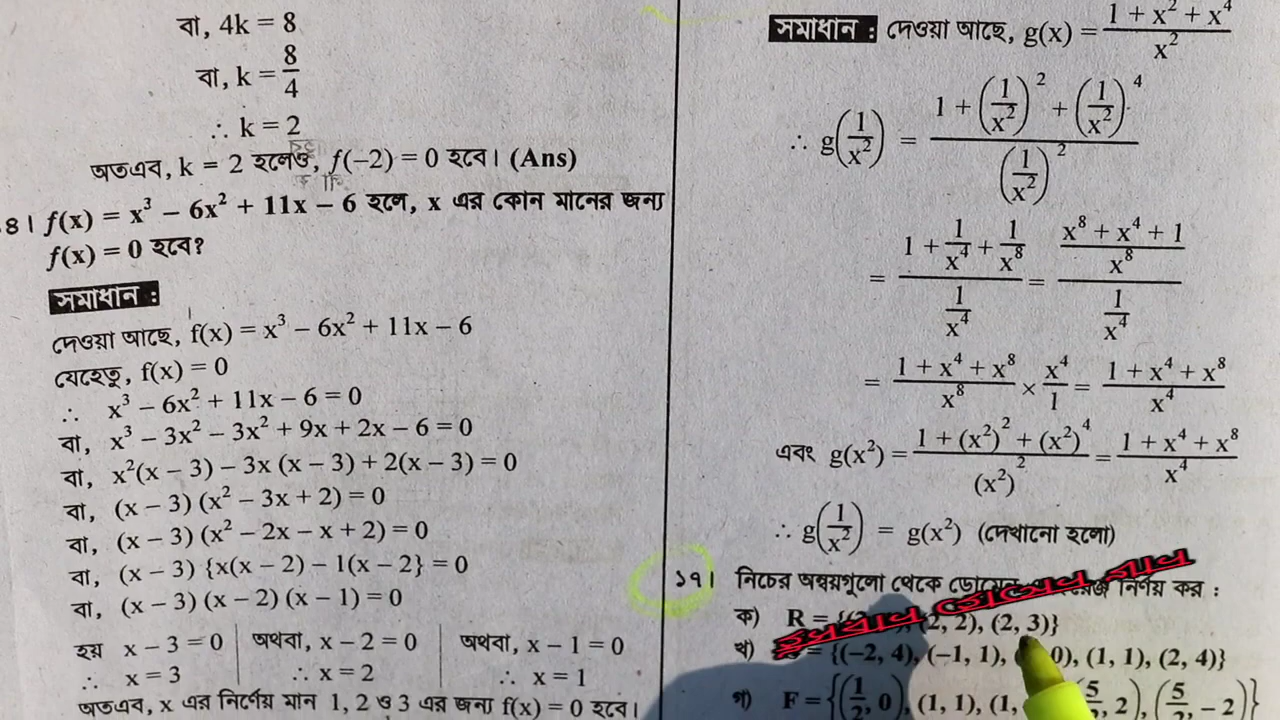 বা, 4k = 8
বা, k = 8/4
∴ k = 2
অতএব, k = 2 হলেও, f(−2) = 0 হবে। (Ans)
8। f(x) = x³ − 6x² + 11x − 6 হলে, x এর কোন মানের জন্য
f(x) = 0 হবে?
সমাধান :
দেওয়া আছে, f(x) = x³ − 6x² + 11x − 6
যেহেতু, f(x) = 0
∴ x³ − 6x² + 11x − 6 = 0
বা, x³ − 3x² − 3x² + 9x + 2x − 6 = 0
বা, x²(x − 3) − 3x (x − 3) + 2(x − 3) = 0
বা, (x − 3) (x² − 3x + 2) = 0
বা, (x − 3) (x² − 2x − x + 2) = 0
বা, (x − 3) {x(x − 2) − 1(x − 2} = 0
বা, (x − 3) (x − 2) (x − 1) = 0
হয় x − 3 = 0 | অথবা, x − 2 = 0 | অথবা, x − 1 = 0
∴ x = 3 | ∴ x = 2 | ∴ x = 1
অতএব, x এর নির্ণেয় মান 1, 2 ও 3 এর জন্য f(x) = 0 হবে।
সমাধান : দেওয়া আছে, g(x) = (1 + x² + x⁴)/x²
∴ g(1/x²) = (1 + (1/x²)² + (1/x²)⁴)/(1/x²)²
= (1 + 1/x⁴ + 1/x⁸)/(1/x⁴) = ((x⁸ + x⁴ + 1)/x⁸)/(1/x⁴)
= (1 + x⁴ + x⁸)/x⁸ × x⁴/1 = (1 + x⁴ + x⁸)/x⁴
এবং g(x²) = (1 + (x²)² + (x²)⁴)/(x²)² = (1 + x⁴ + x⁸)/x⁴
∴ g(1/x²) = g(x²) (দেখানো হলো)
১৭। নিচের অন্বয়গুলো থেকে নির্ণয় কর :
ক) R = {(2, 2), (2, 3)}
খ) = {(−2, 4), (−1, 1), 0), (1, 1), (2, 4)}
গ) F = {(1/2, 0), (1, 1), (1, 2), (5/2, − 2)}